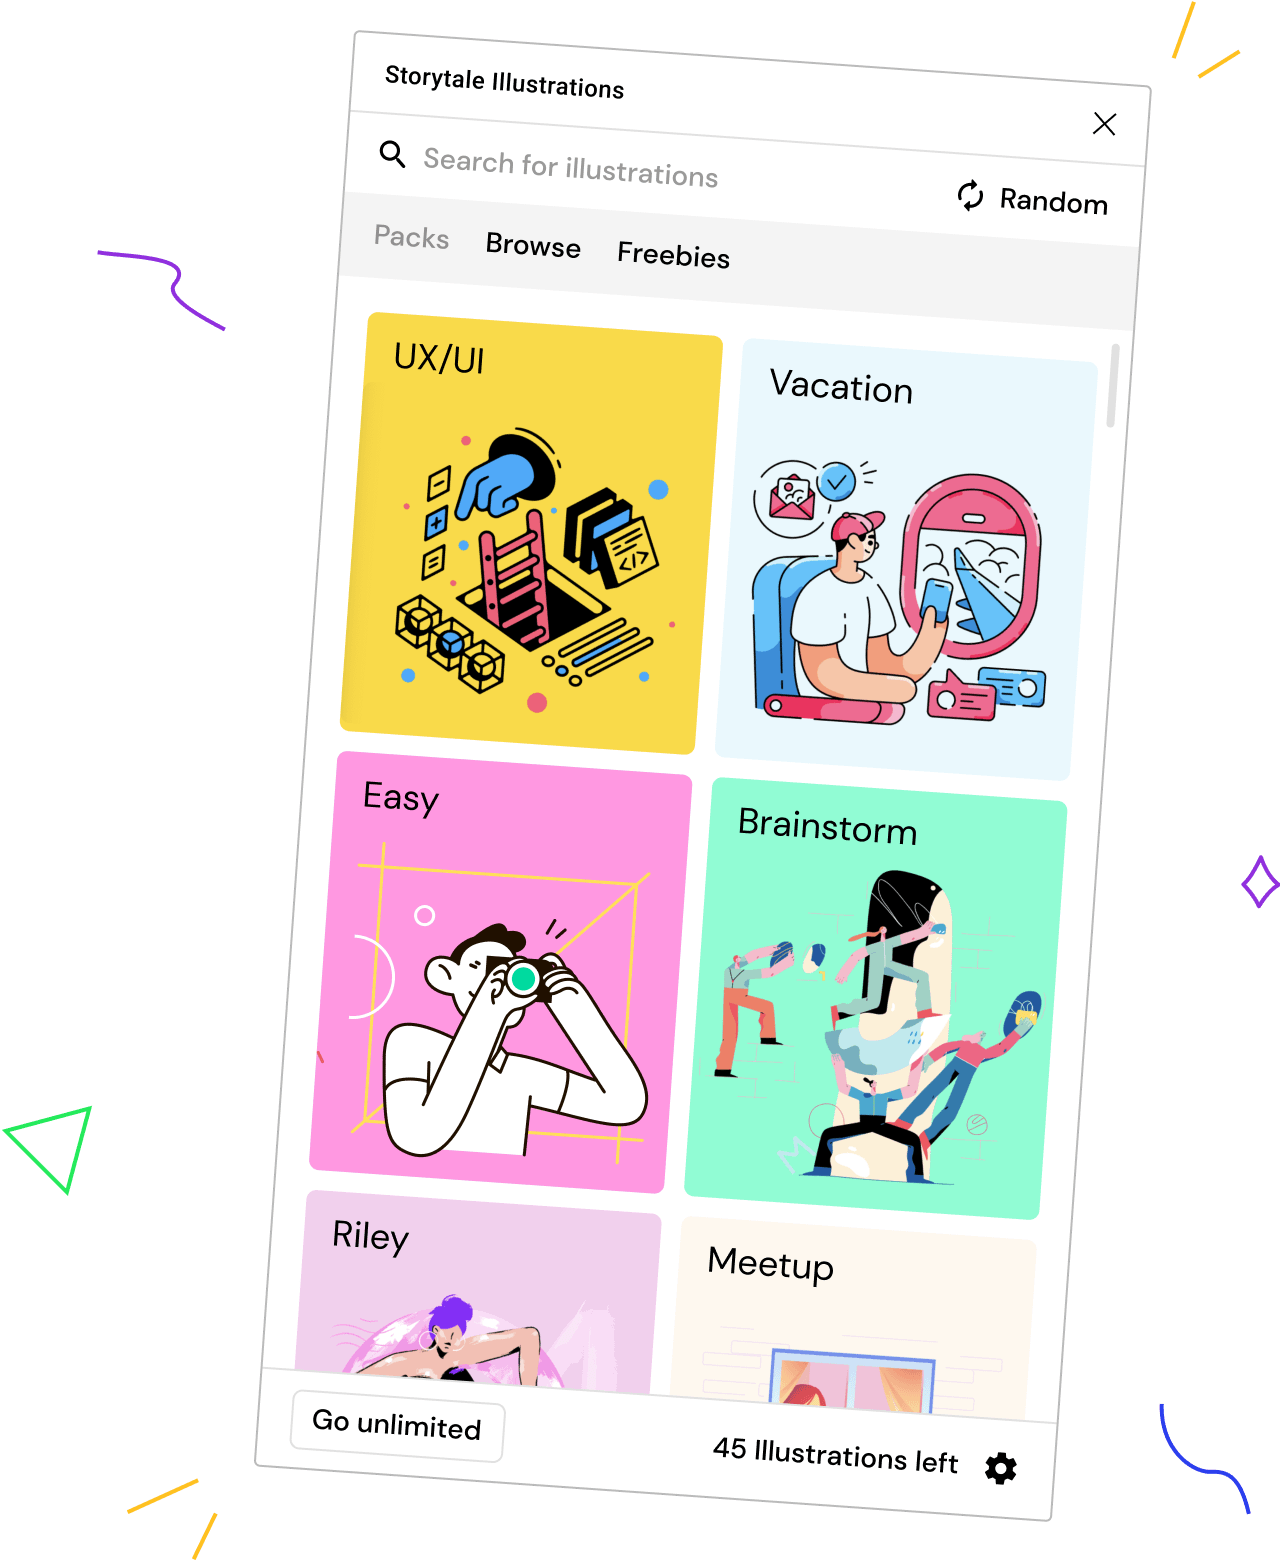 Storytale Illustrations
Search for illustrations
Random
Packs Browse Freebies
UX/UI
Vacation
</>
Easy
Brainstorm
Riley
Meetup
Go unlimited
45 Illustrations left